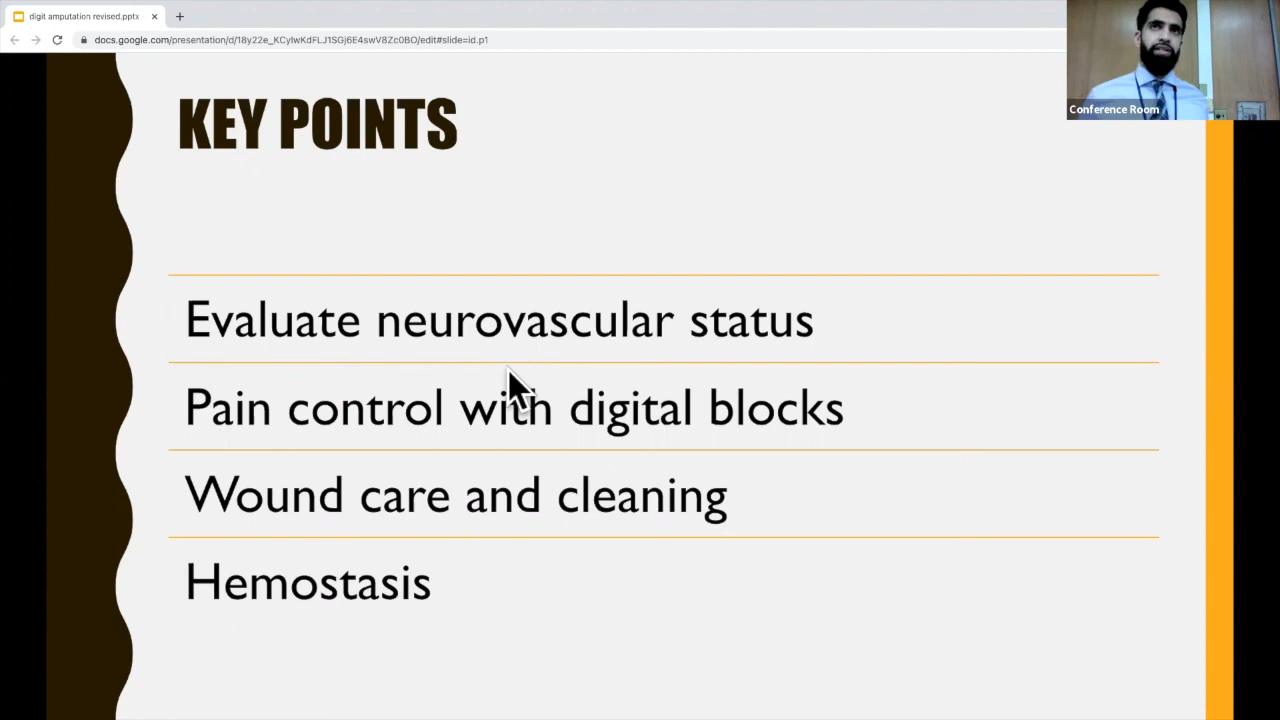 digit amputation revised.pptx
docs.google.com/presentation/d/18y22e_KCyIwKdFLJ1SGj6E4swV8Zc0BO/edit#slide=id.p1
Conference Room
KEY POINTS
Evaluate neurovascular status
Pain control with digital blocks
Wound care and cleaning
Hemostasis